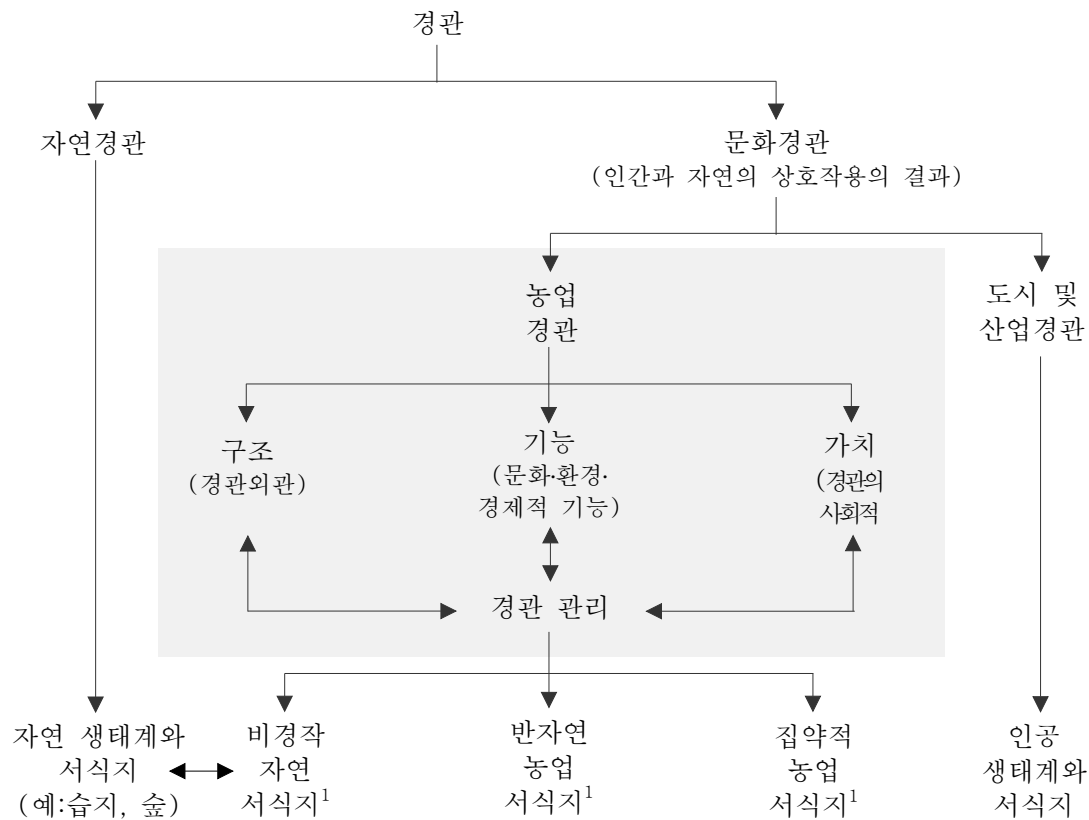 경관
자연경관
문화경관
(인간과 자연의 상호작용의 결과)
농업
경관
도시 및
산업경관
구조
(경관외관)
기능
(문화·환경·
경제적 기능)
가치
(경관의
사회적
경관 관리
자연 생태계와
서식지
(예:습지, 숲)
비경작
자연
서식지1
반자연
농업
서식지1
집약적
농업
서식지1
인공
생태계와
서식지